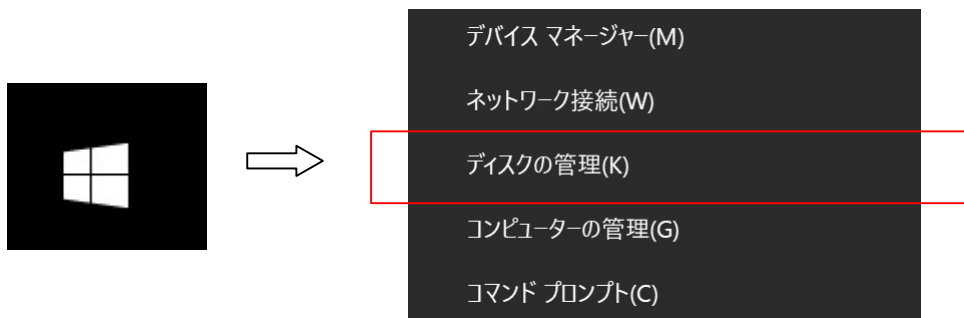 デバイス マネージャー(M)
ネットワーク接続(W)
ディスクの管理(K)
コンピューターの管理(G)
コマンド プロンプト(C)